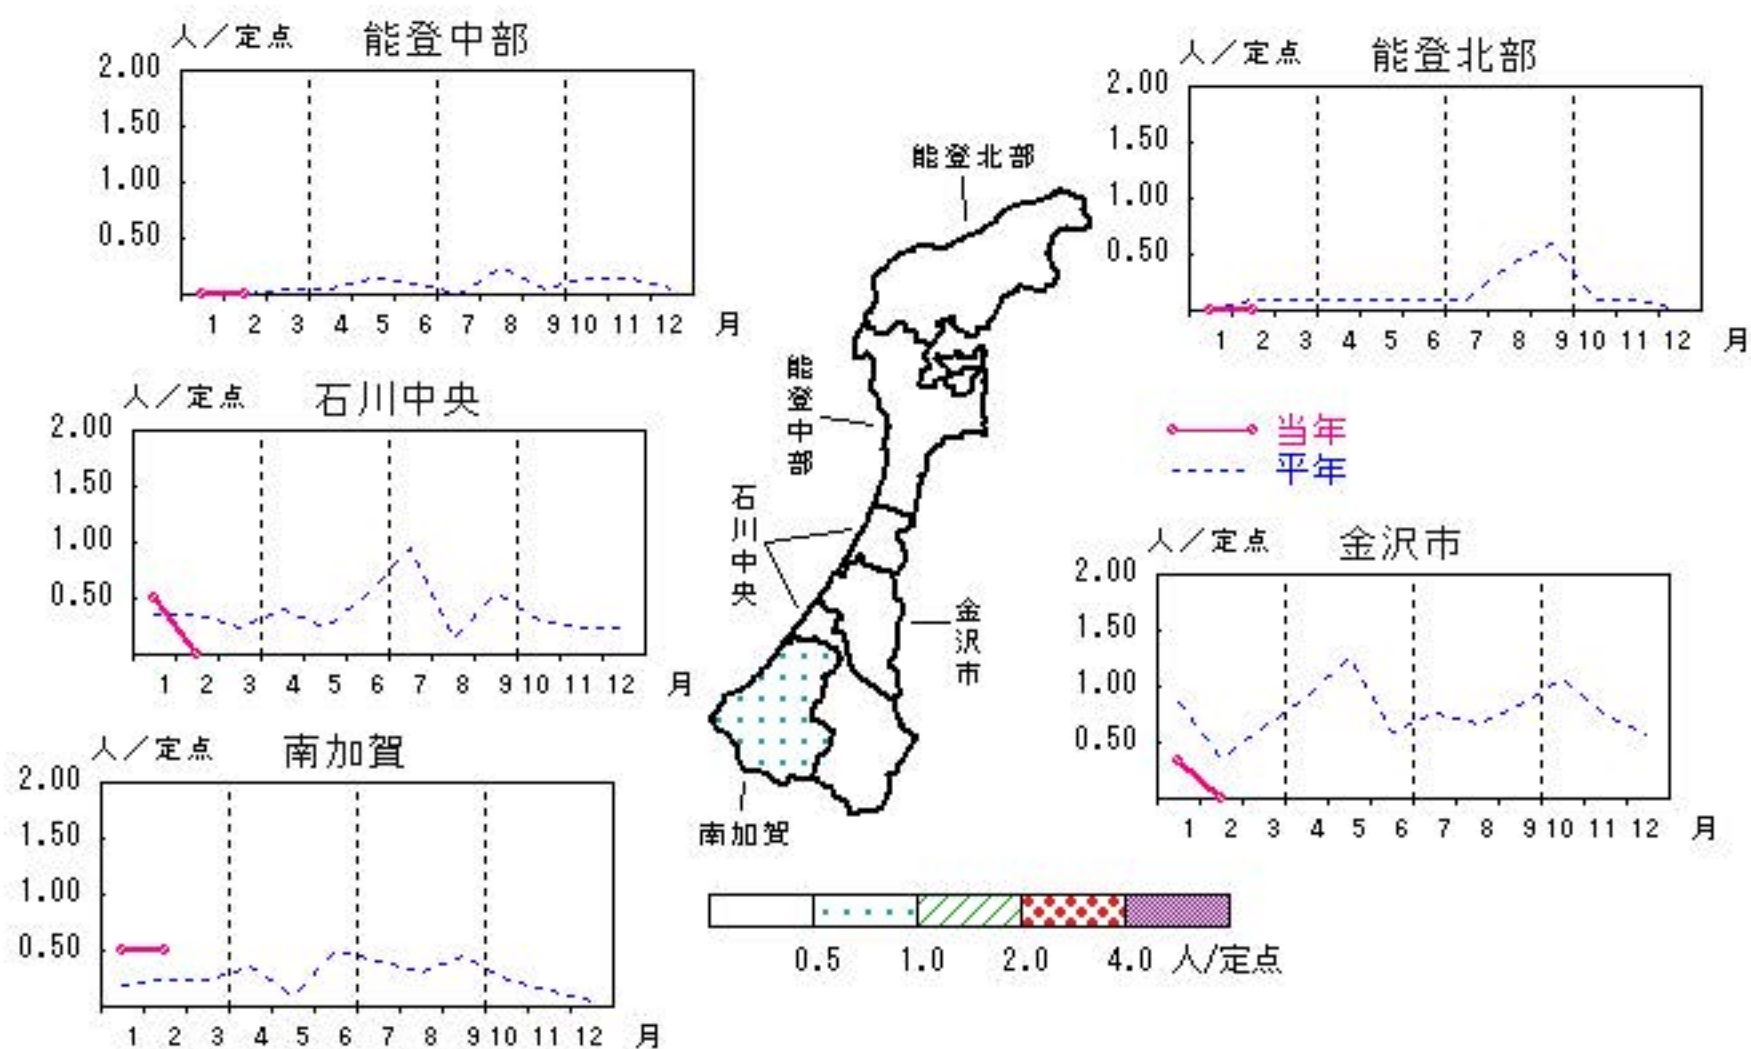 人／定点 能登中部
2.00
1.50
1.00
0.50
1 2 3 4 5 6 7 8 9 10 11 12 月
人／定点 能登北部
2.00
1.50
1.00
0.50
1 2 3 4 5 6 7 8 9 10 11 12 月
人／定点 石川中央
2.00
1.50
1.00
0.50
1 2 3 4 5 6 7 8 9 10 11 12 月
能登北部
能登中部
石川中央
金沢市
南加賀
当年
平年
人／定点 金沢市
2.00
1.50
1.00
0.50
1 2 3 4 5 6 7 8 9 10 11 12 月
人／定点 南加賀
2.00
1.50
1.00
0.50
1 2 3 4 5 6 7 8 9 10 11 12 月
0.5 1.0 2.0 4.0 人/定点